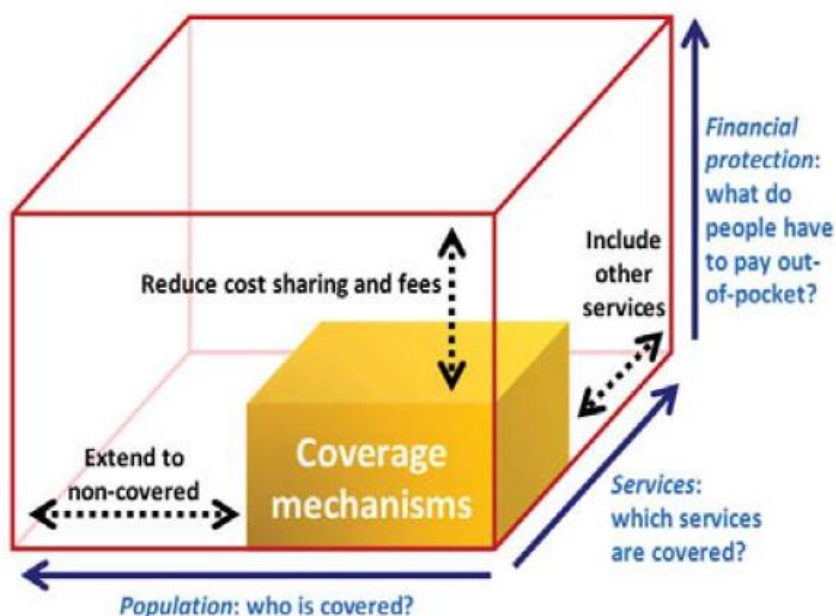 Financial
protection:
what do
people have
to pay out-
of-pocket?
Include
other
services
Reduce cost sharing and fees
Extend to
non-covered
Coverage
mechanisms
Services:
which services
are covered?
Population: who is covered?